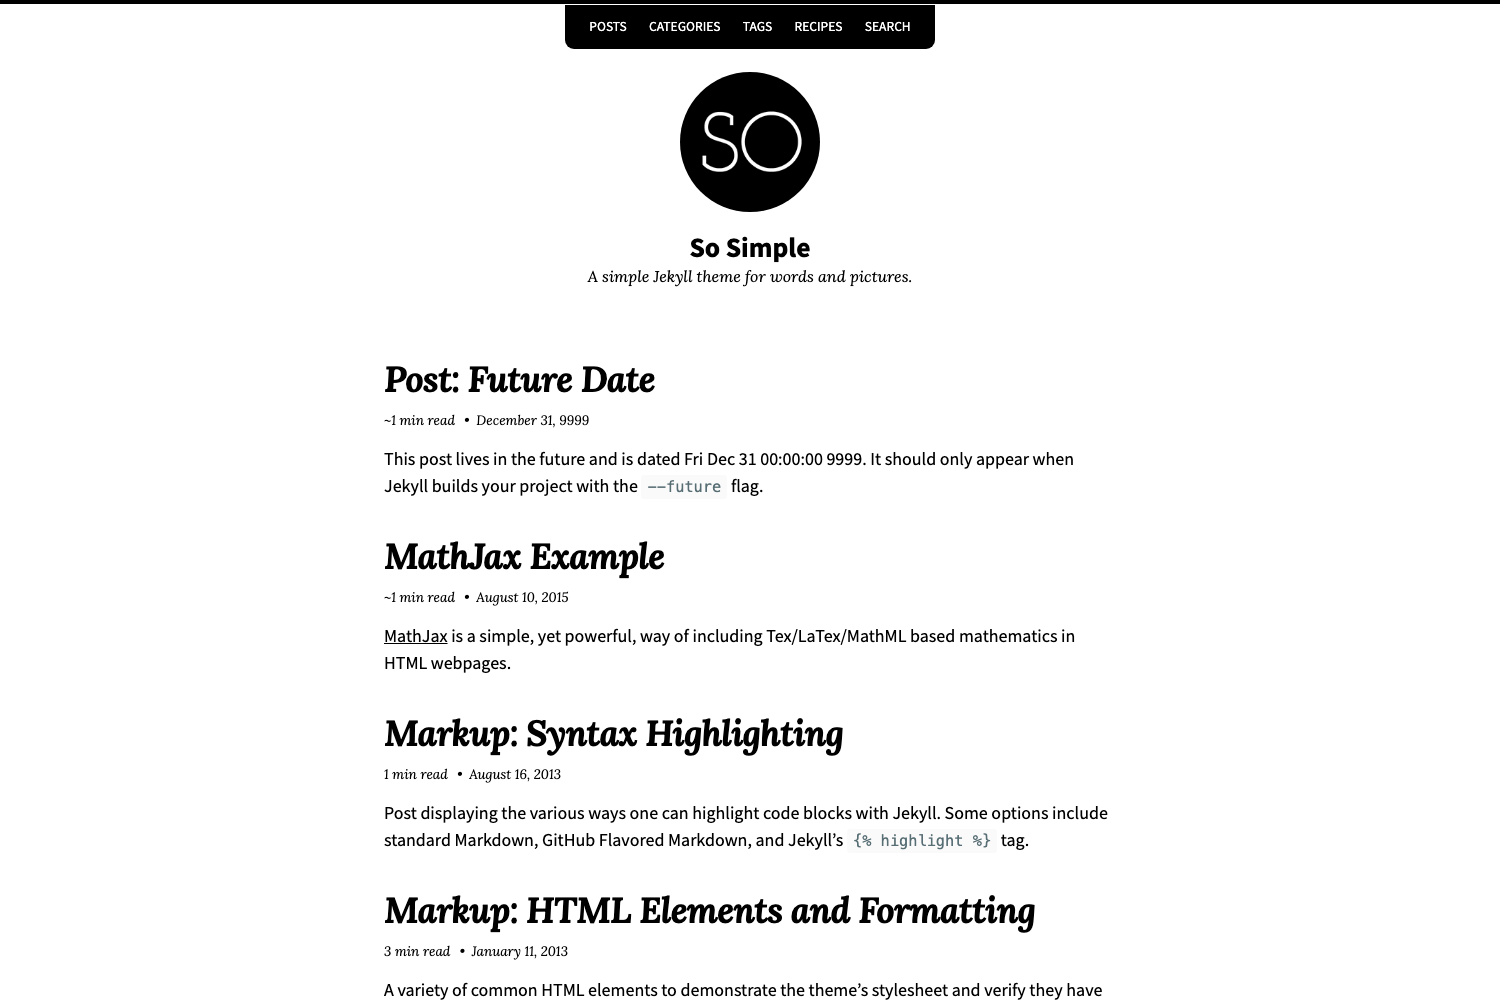 POSTS CATEGORIES TAGS RECIPES SEARCH
SO
So Simple
A simple Jekyll theme for words and pictures.
Post: Future Date
~1 min read • December 31, 9999
This post lives in the future and is dated Fri Dec 31 00:00:00 9999. It should only appear when
Jekyll builds your project with the --future flag.
MathJax Example
~1 min read • August 10, 2015
MathJax is a simple, yet powerful, way of including Tex/LaTex/MathML based mathematics in
HTML webpages.
Markup: Syntax Highlighting
1 min read • August 16, 2013
Post displaying the various ways one can highlight code blocks with Jekyll. Some options include
standard Markdown, GitHub Flavored Markdown, and Jekyll’s {% highlight %} tag.
Markup: HTML Elements and Formatting
3 min read • January 11, 2013
A variety of common HTML elements to demonstrate the theme’s stylesheet and verify they have